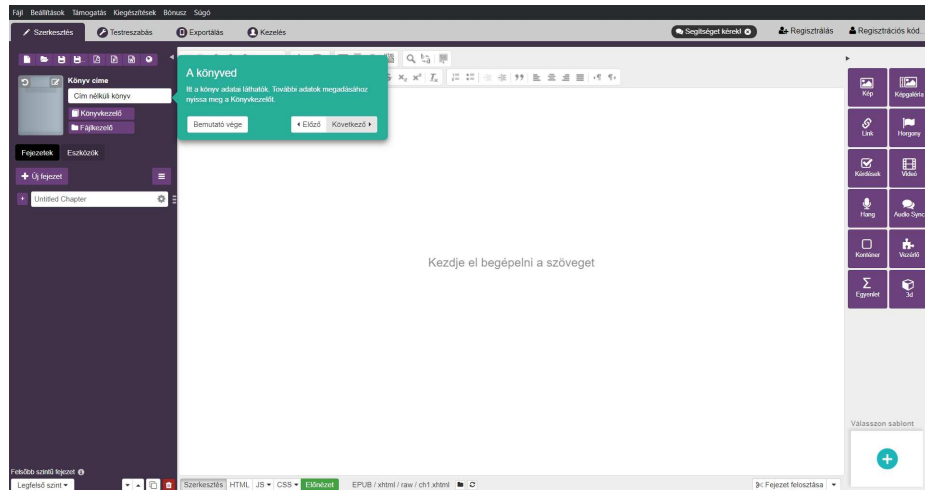 Fájl Beállítások Támogatás Kiegészítések Bónusz Súgó
Szerkesztés Testreszabás Exportálás Kezelés Segítséget kérek! Regisztrálás Regisztrációs kód...
A könyved
Itt a könyv adatai láthatók. További adatok megadásához
nyissa meg a Könyvkezelőt.
Bemutató vége Előző Következő
Könyv címe
Cím nélküli könyv
Könyvkezelő
Fájlkezelő
Fejezetek Eszközök
Új fejezet
Untitled Chapter
Kezdje el begépelni a szöveget
Kép Képgaléria
Link Horgony
Kérdések Videó
Hang Audio Sync
Konténer Vezérlő
Egyenlet 3d
Válasszon sablont
Felsőbb szintű fejezet
Legfelső szint
Szerkesztés HTML JS CSS Előnézet EPUB / xhtml / raw / ch1.xhtml Fejezet felosztása